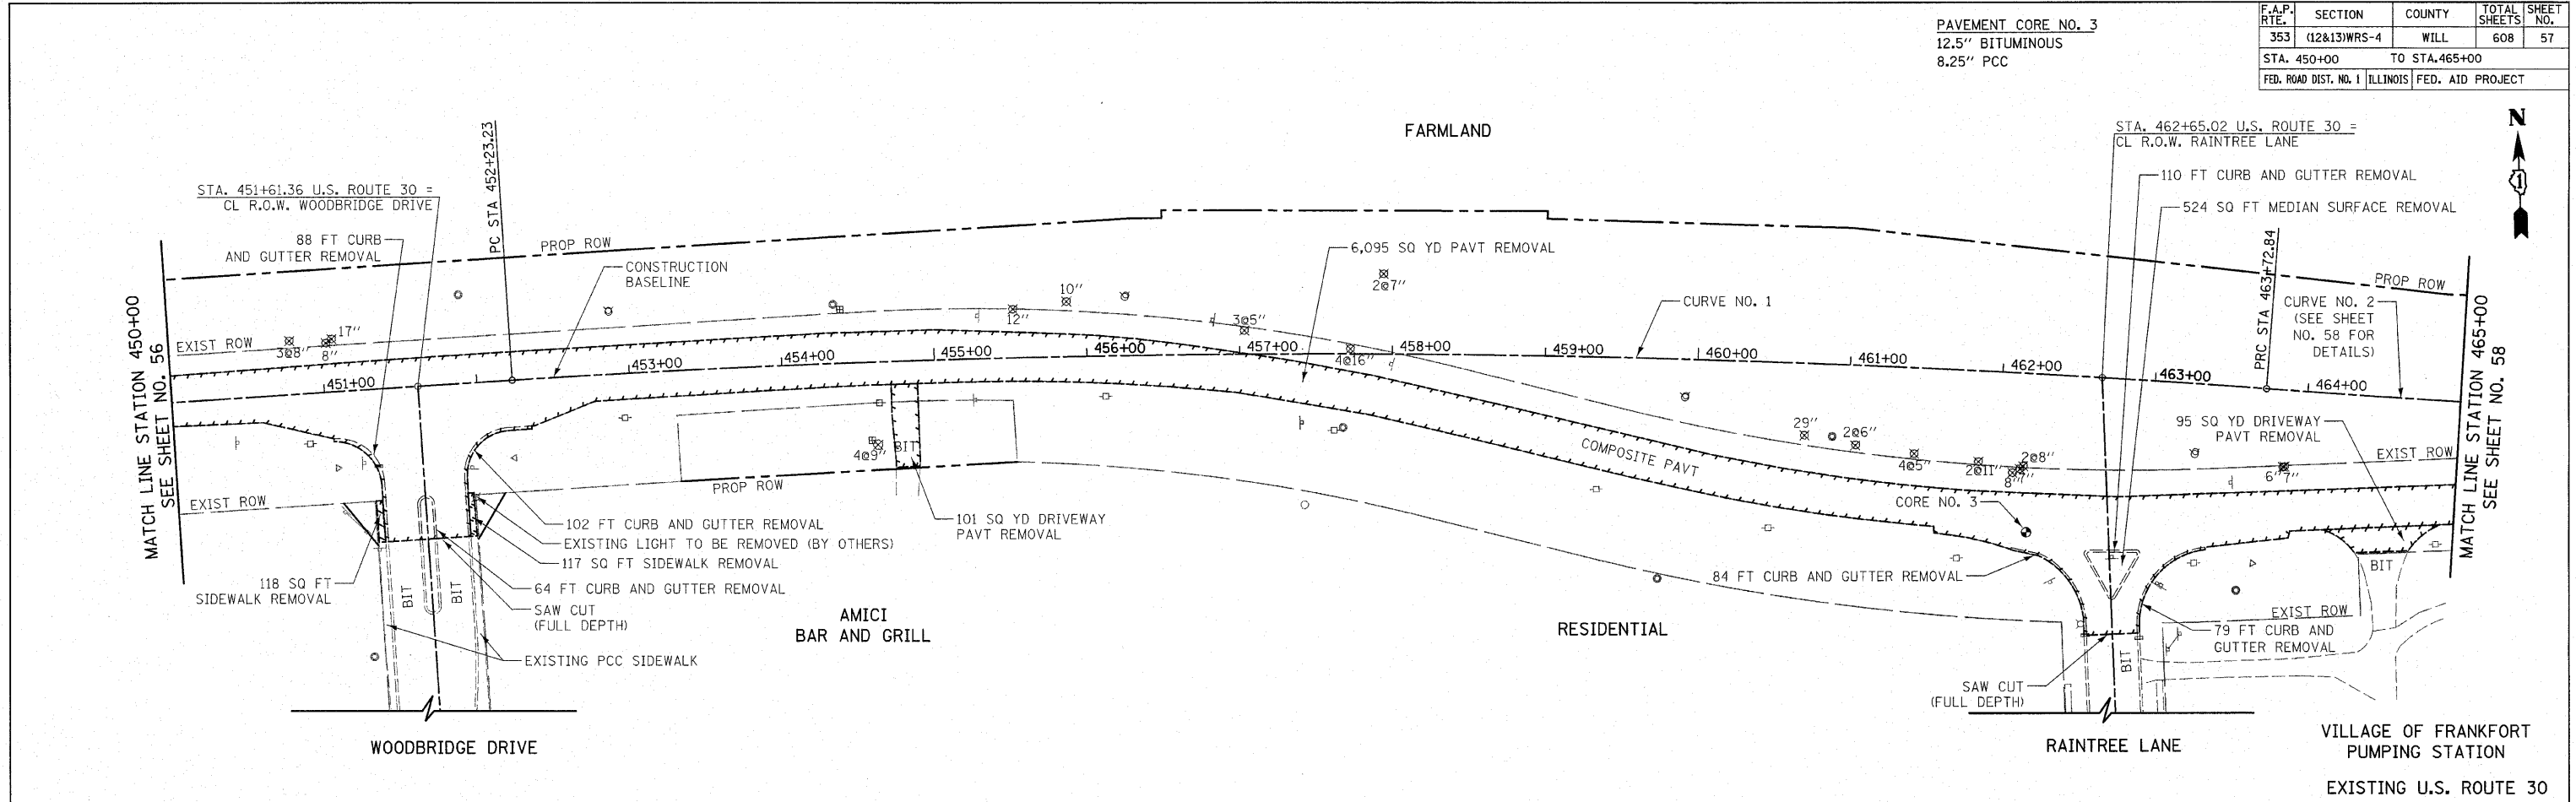 PAVEMENT CORE NO. 3
12.5" BITUMINOUS
8.25" PCC
F.A.P. RTE. SECTION COUNTY TOTAL SHEETS SHEET NO.
353 (12&13)WRS-4 WILL 608 57
STA. 450+00 TO STA.465+00
FED. ROAD DIST. NO. 1 ILLINOIS FED. AID PROJECT
N
1
FARMLAND
STA. 462+65.02 U.S. ROUTE 30 =
CL R.O.W. RAINTREE LANE
110 FT CURB AND GUTTER REMOVAL
524 SQ FT MEDIAN SURFACE REMOVAL
PC STA 452+23.23
STA. 451+61.36 U.S. ROUTE 30 =
CL R.O.W. WOODBRIDGE DRIVE
88 FT CURB
AND GUTTER REMOVAL
PROP ROW
CONSTRUCTION
BASELINE
6,095 SQ YD PAVT REMOVAL
2@7"
CURVE NO. 1
PRC STA 463+72.84
PROP ROW
CURVE NO. 2
(SEE SHEET
NO. 58 FOR
DETAILS)
MATCH LINE STATION 450+00
SEE SHEET NO. 56
EXIST ROW
3@8"
8"
17"
12"
10"
3@5"
4@16"
451+00
453+00
454+00
455+00
456+00
457+00
458+00
459+00
460+00
461+00
462+00
463+00
464+00
MATCH LINE STATION 465+00
SEE SHEET NO. 58
95 SQ YD DRIVEWAY
PAVT REMOVAL
29"
2@6"
4@5"
2@11"
8"
7"
2@8"
6"
7"
EXIST ROW
COMPOSITE PAVT
4@9"
BIT
PROP ROW
EXIST ROW
CORE NO. 3
102 FT CURB AND GUTTER REMOVAL
EXISTING LIGHT TO BE REMOVED (BY OTHERS)
117 SQ FT SIDEWALK REMOVAL
64 FT CURB AND GUTTER REMOVAL
SAW CUT
(FULL DEPTH)
101 SQ YD DRIVEWAY
PAVT REMOVAL
118 SQ FT
SIDEWALK REMOVAL
BIT
BIT
84 FT CURB AND GUTTER REMOVAL
BIT
EXIST ROW
AMICI
BAR AND GRILL
RESIDENTIAL
79 FT CURB AND
GUTTER REMOVAL
EXISTING PCC SIDEWALK
BIT
SAW CUT
(FULL DEPTH)
WOODBRIDGE DRIVE
RAINTREE LANE
VILLAGE OF FRANKFORT
PUMPING STATION
EXISTING U.S. ROUTE 30